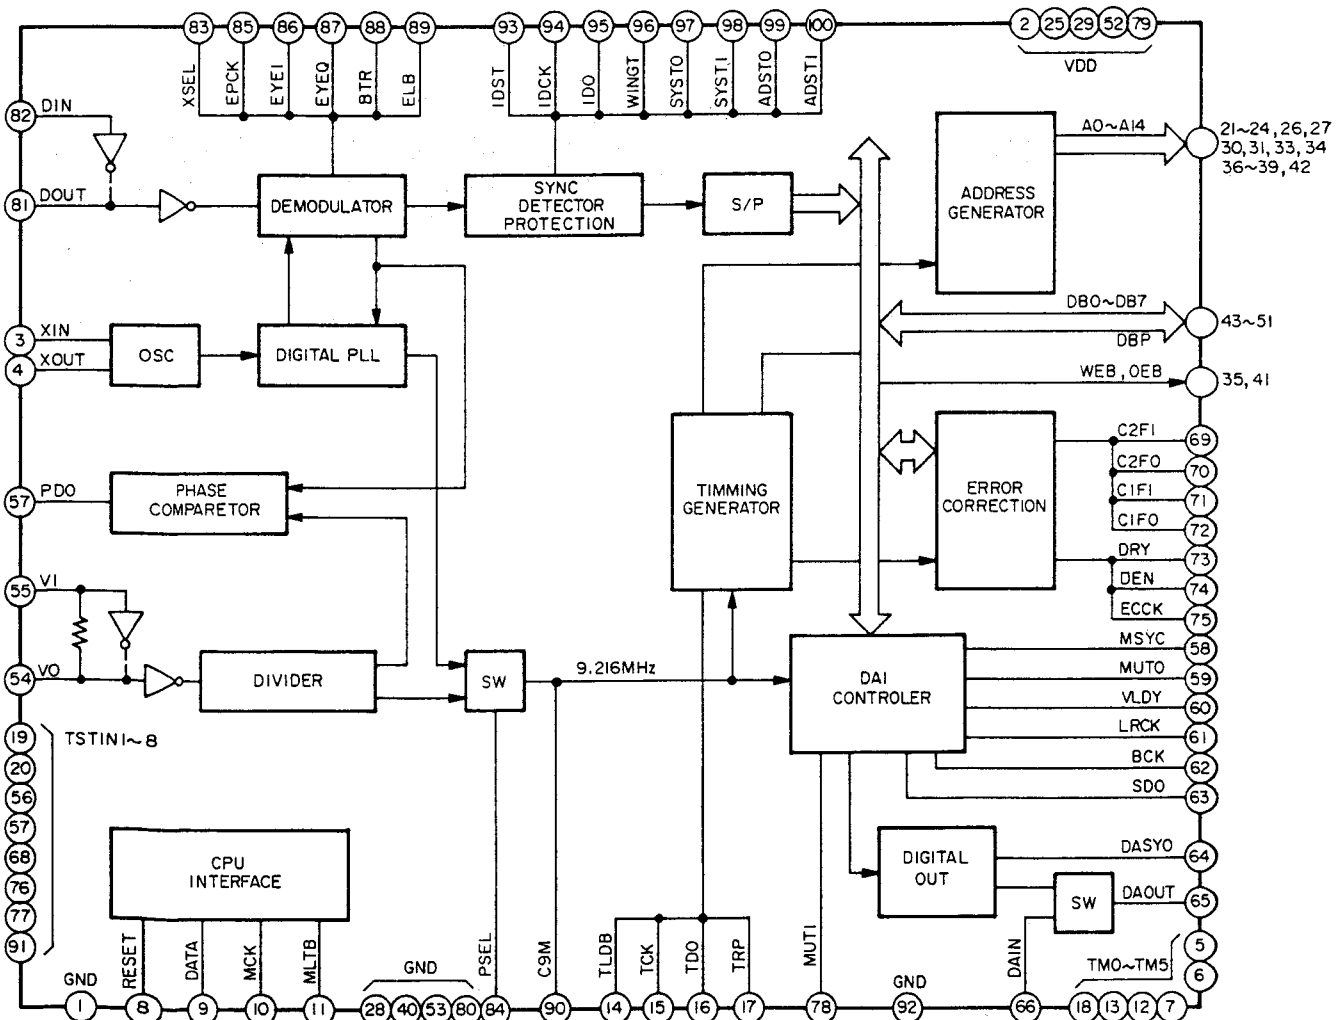 83 85 86 87 88 89 93 94 95 96 97 98 99 100 2 25 29 52 79
VDD
XSEL EPCK EYEI EYEQ BTR ELB IDST IDCK IDO WINGT SYSTO SYSTI ADSTO ADSTI
82 DIN
81 DOUT
DEMODULATOR
SYNC
DETECTOR
PROTECTION
S/P
ADDRESS
GENERATOR
A0~A14
21~24, 26, 27
30, 31, 33, 34
36~39, 42
DB0~DB7
DBP
43~51
WEB, OEB
35, 41
3 XIN
4 XOUT
OSC
DIGITAL PLL
57 PDO
PHASE
COMPARETOR
TIMMING
GENERATOR
ERROR
CORRECTION
C2F1 69
C2F0 70
C1F1 71
C1F0 72
DRY 73
DEN 74
ECCK 75
55 VI
54 VO
DIVIDER
SW
9.216MHz
DAI
CONTROLER
MSYC 58
MUTO 59
VLDY 60
LRCK 61
BCK 62
SDO 63
19 TSTIN1~8
20
56
57
68
76
77
91
CPU
INTERFACE
DIGITAL
OUT
SW
DASYO 64
DAOUT 65
5
6
TM0~TM5
GND RESET DATA MCK MLTB GND PSEL C9M TLDB TCK TDO TRP MUTI GND DAIN
1 8 9 10 11 28 40 53 80 84 90 14 15 16 17 78 92 66 18 13 12 7